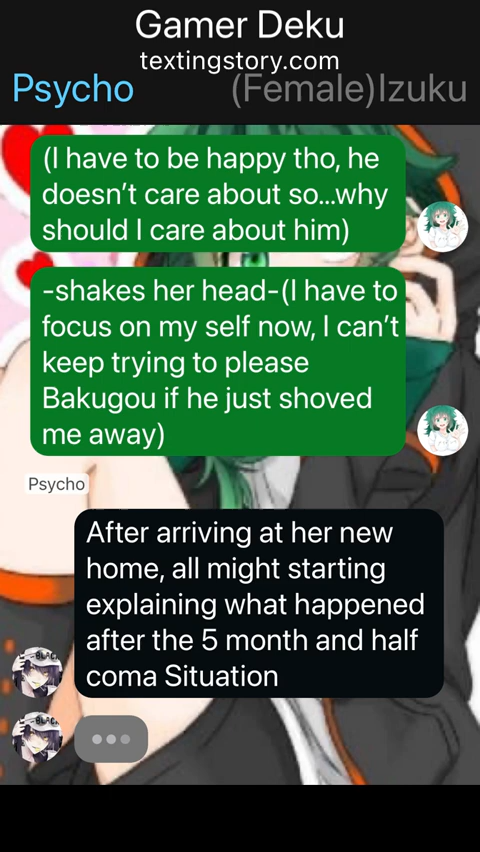 Gamer Deku
textingstory.com
Psycho (Female)Izuku
(I have to be happy tho, he
doesn’t care about so...why
should I care about him)
-shakes her head-(I have to
focus on my self now, I can’t
keep trying to please
Bakugou if he just shoved
me away)
Psycho
After arriving at her new
home, all might starting
explaining what happened
after the 5 month and half
coma Situation